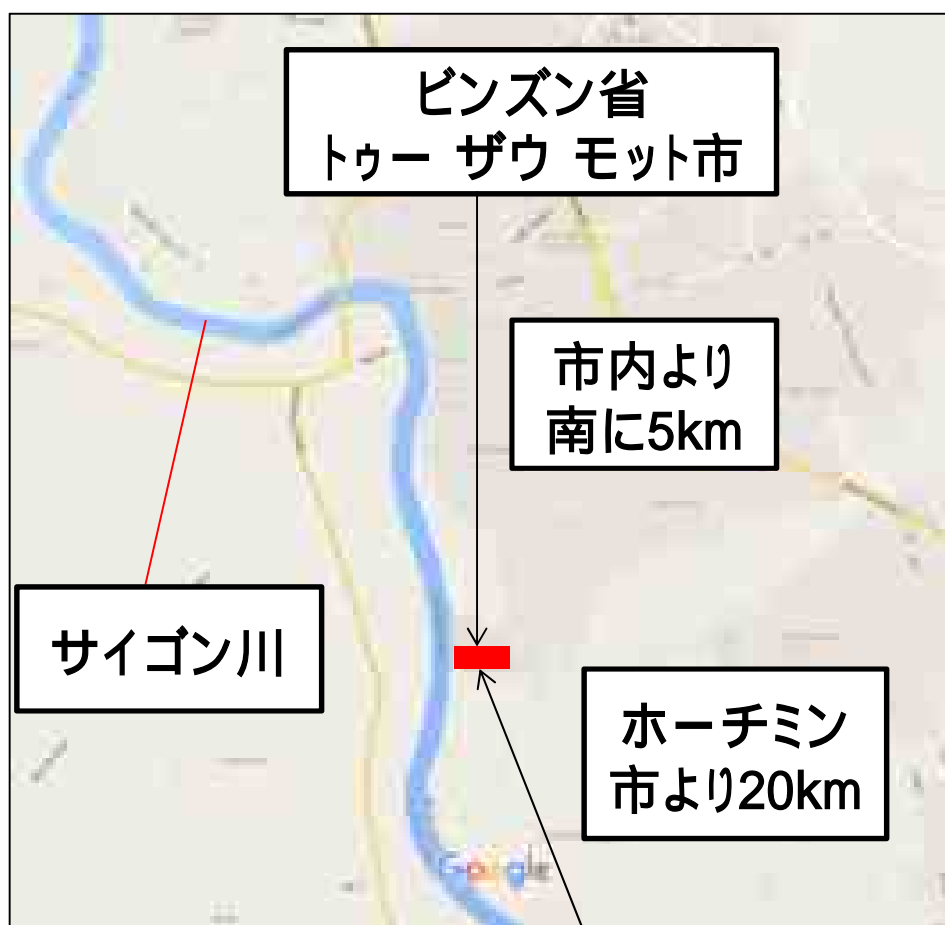 ビンズン省
トゥー ザウ モット市
市内より
南に5km
サイゴン川
ホーチミン
市より20km
Google